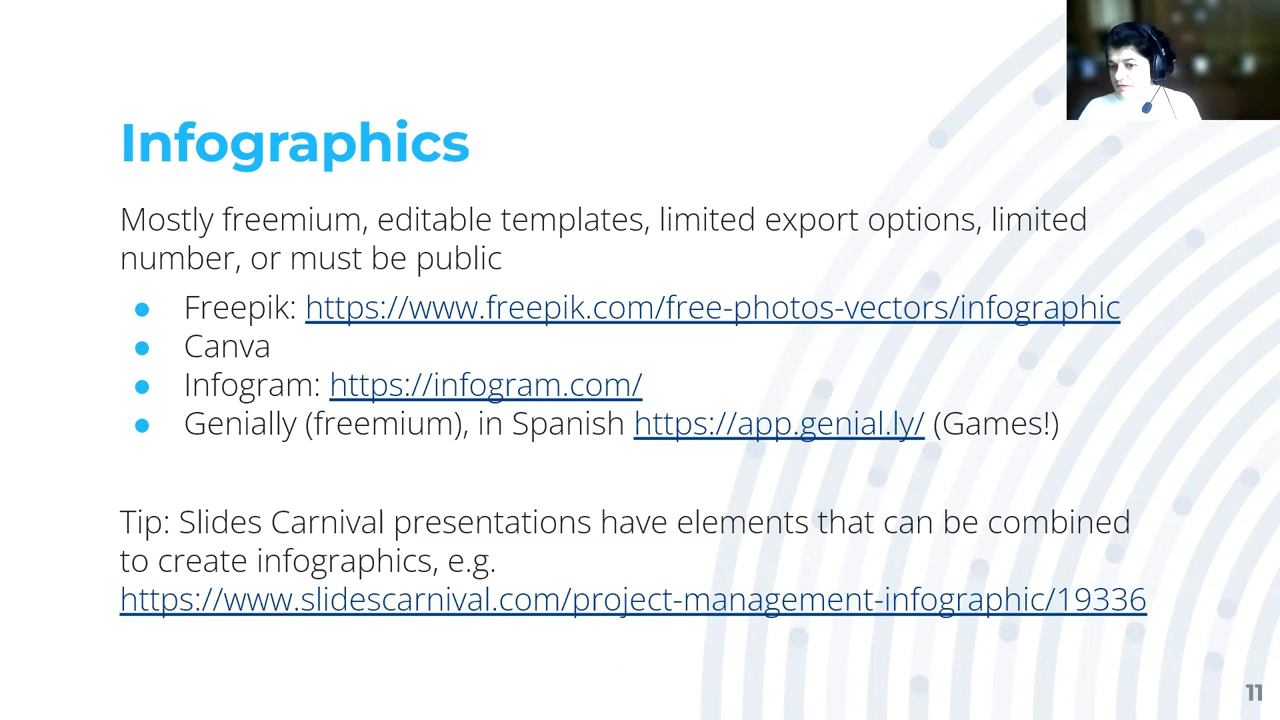 Infographics
Mostly freemium, editable templates, limited export options, limited
number, or must be public
● Freepik: https://www.freepik.com/free-photos-vectors/infographic
● Canva
● Infogram: https://infogram.com/
● Genially (freemium), in Spanish https://app.genial.ly/ (Games!)
Tip: Slides Carnival presentations have elements that can be combined
to create infographics, e.g.
https://www.slidescarnival.com/project-management-infographic/19336
11